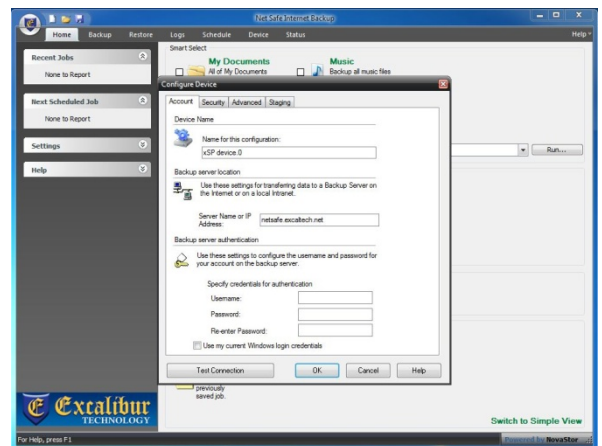 Net Safe Internet Backup
Home Backup Restore Logs Schedule Device Status Help
Recent Jobs
None to Report
Next Scheduled Job
None to Report
Settings
Help
Smart Select
My Documents
All of My Documents
Music
Backup all music files
Run...
Configure Device
Account Security Advanced Staging
Device Name
Name for this configuration:
xSP device:0
Backup server location
Use these settings for transferring data to a Backup Server on
the Internet or on a local Intranet.
Server Name or IP
Address:
netsafe.excaltech.net
Backup server authentication
Use these settings to configure the username and password for
your account on the backup server.
Specify credentials for authentication
Username:
Password:
Re-enter Password:
Use my current Windows login credentials
Test Connection OK Cancel Help
previously
saved job.
Excalibur
TECHNOLOGY
Switch to Simple View
For Help, press F1
Powered by NovaStor